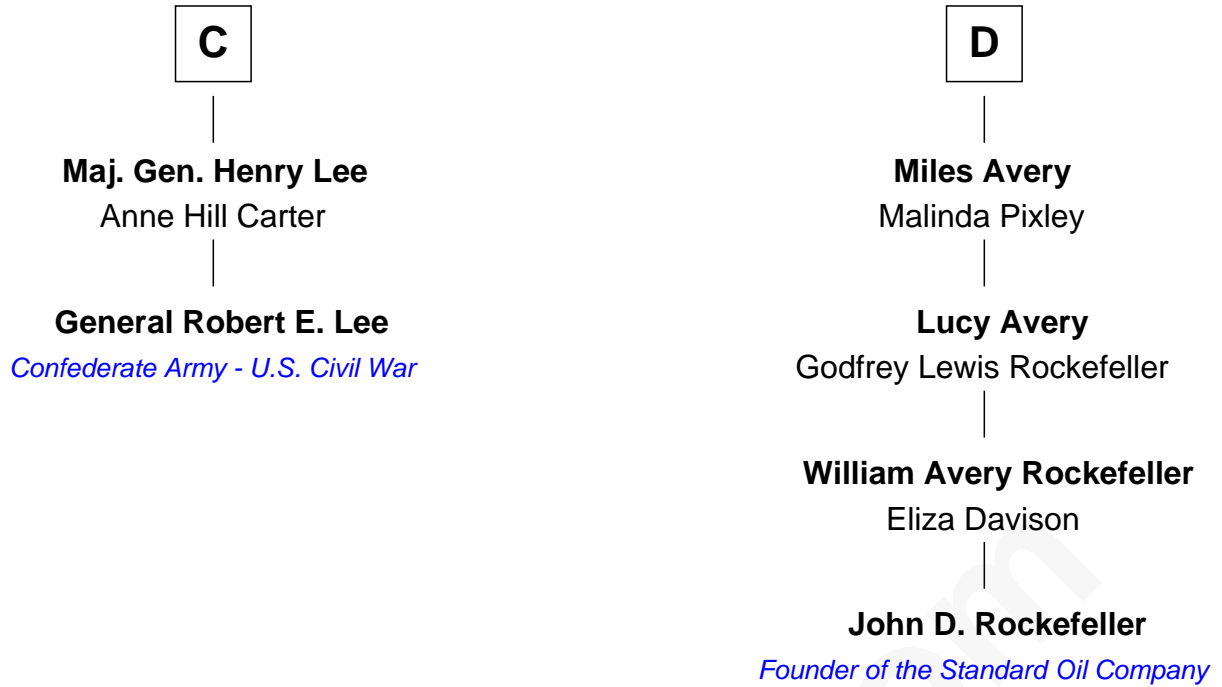 C
Maj. Gen. Henry Lee
Anne Hill Carter
General Robert E. Lee
Confederate Army - U.S. Civil War
D
Miles Avery
Malinda Pixley
Lucy Avery
Godfrey Lewis Rockefeller
William Avery Rockefeller
Eliza Davison
John D. Rockefeller
Founder of the Standard Oil Company